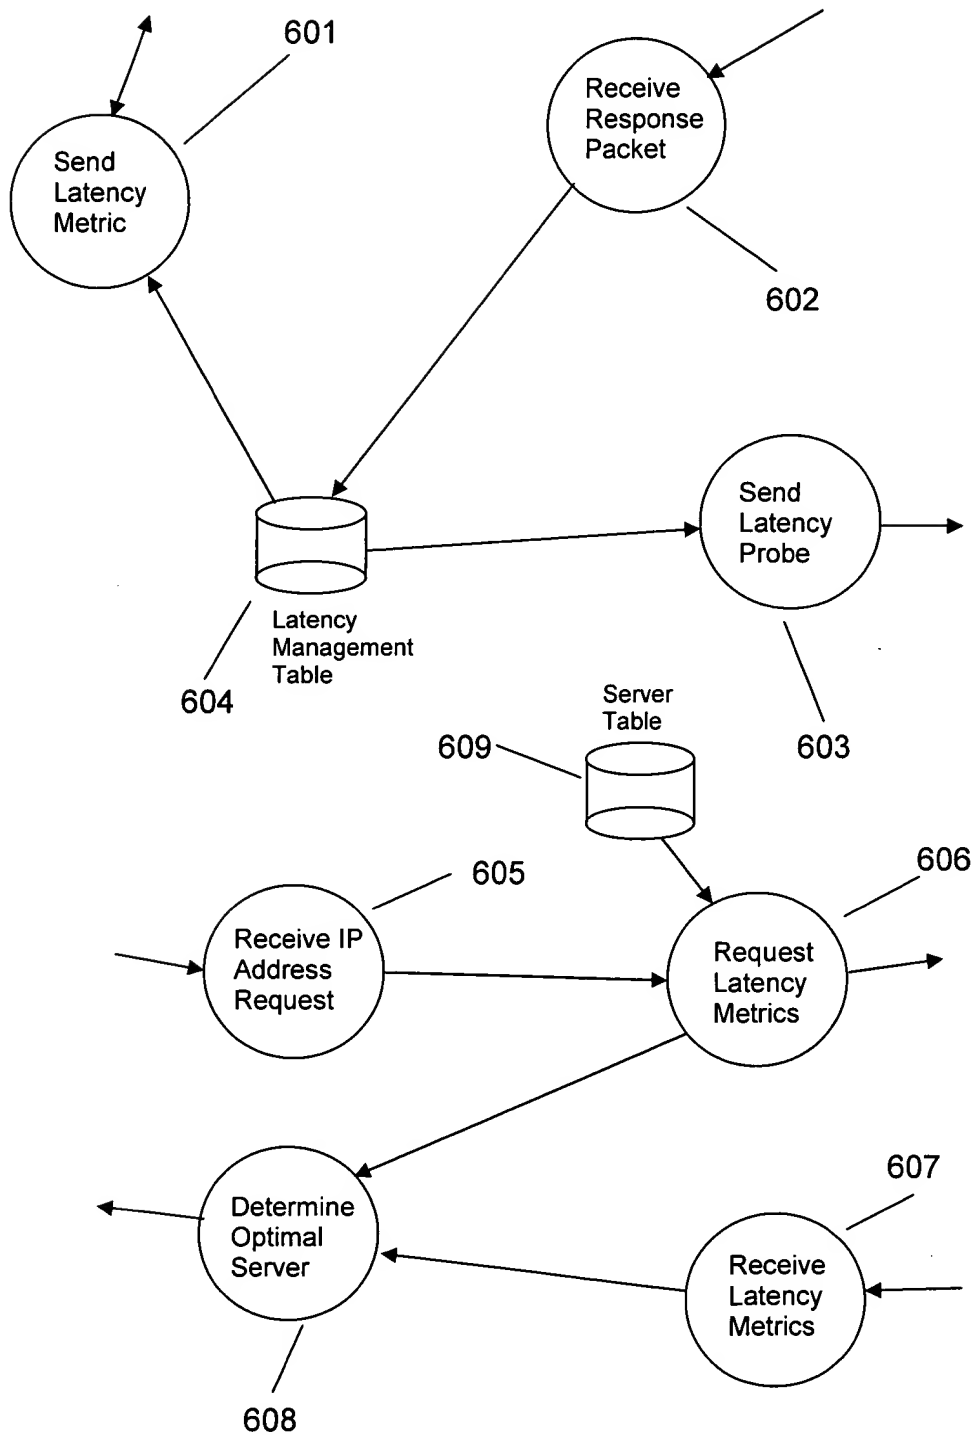 601
Send
Latency
Metric
Receive
Response
Packet
602
Send
Latency
Probe
603
Latency
Management
Table
604
Server
Table
609
605
Receive IP
Address
Request
606
Request
Latency
Metrics
Determine
Optimal
Server
608
607
Receive
Latency
Metrics